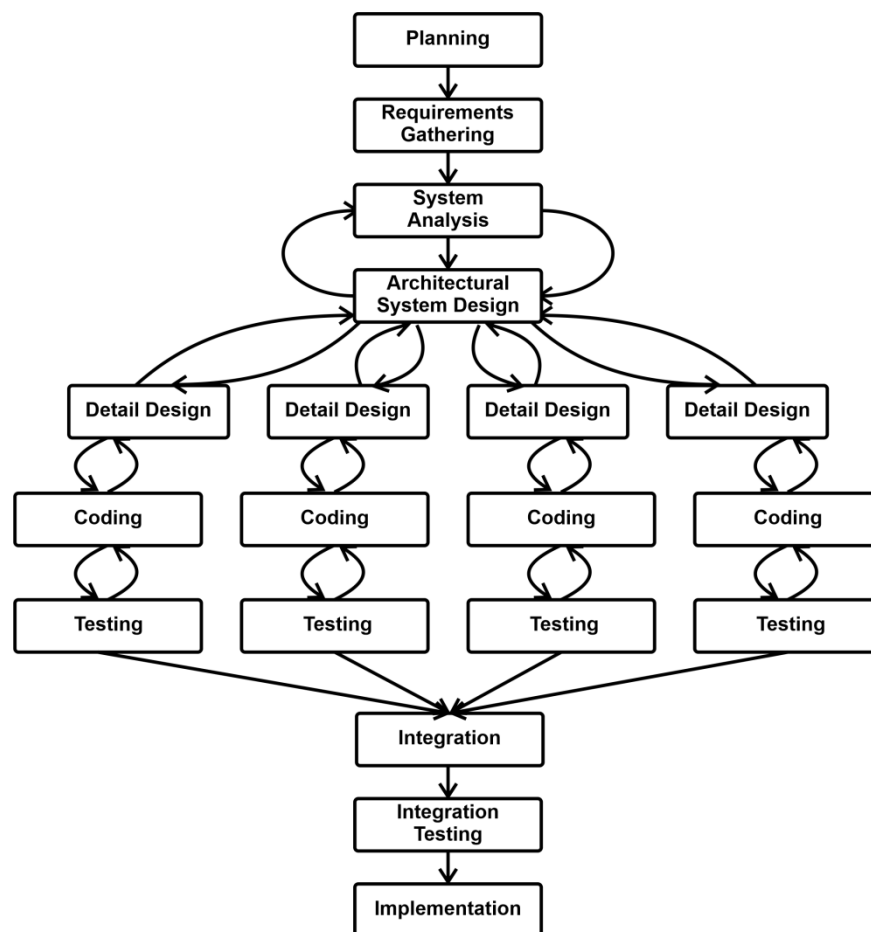 Planning
Requirements
Gathering
System
Analysis
Architectural
System Design
Detail Design
Detail Design
Detail Design
Detail Design
Coding
Coding
Coding
Coding
Testing
Testing
Testing
Testing
Integration
Integration
Testing
Implementation